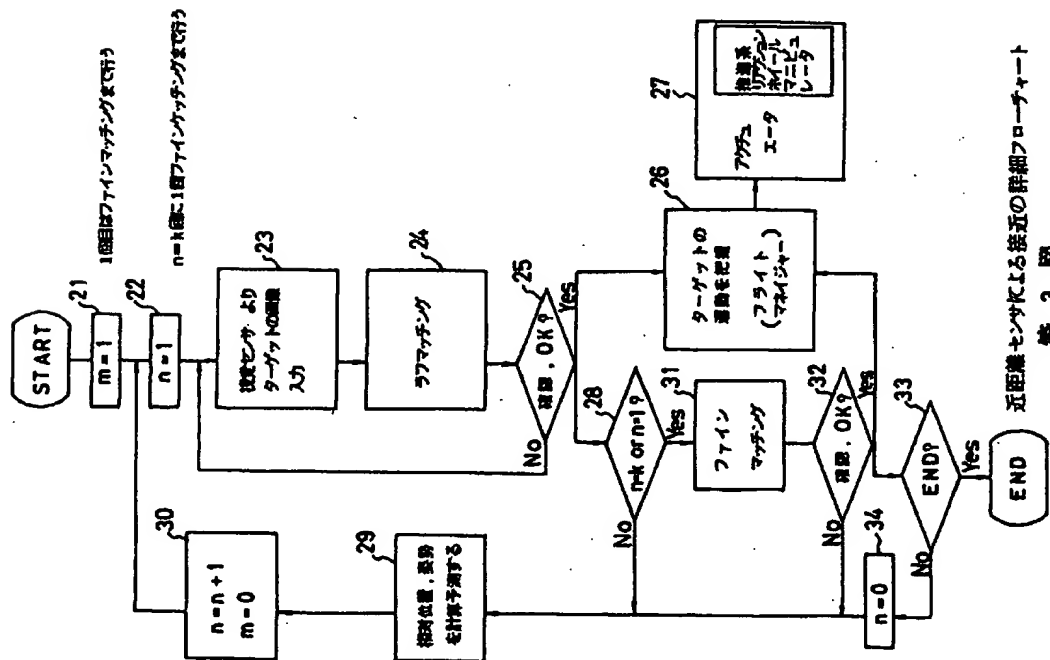 START
21
m=1
1回目はファインマッチングまで行う
22
n=1
n=k回に1回ファインケッチングまで行う
23
視覚センサより
ターゲットの画像
入力
24
ラフマッチング
25
確認,OK?
No
Yes
26
ターゲットの
運動を把握
(フライト
マネイジャー)
27
アクチュ
エータ
推進系
リアクション
ホイール
マニピュ
レータ
28
n=k or n=1?
No
Yes
31
ファイン
マッチング
32
確認,OK?
No
Yes
33
END?
No
Yes
END
34
n=0
29
相対位置,姿勢
を計算予測する
30
n=n+1
m=0
近距離センサによる接近の詳細フローチャート
第 3 図